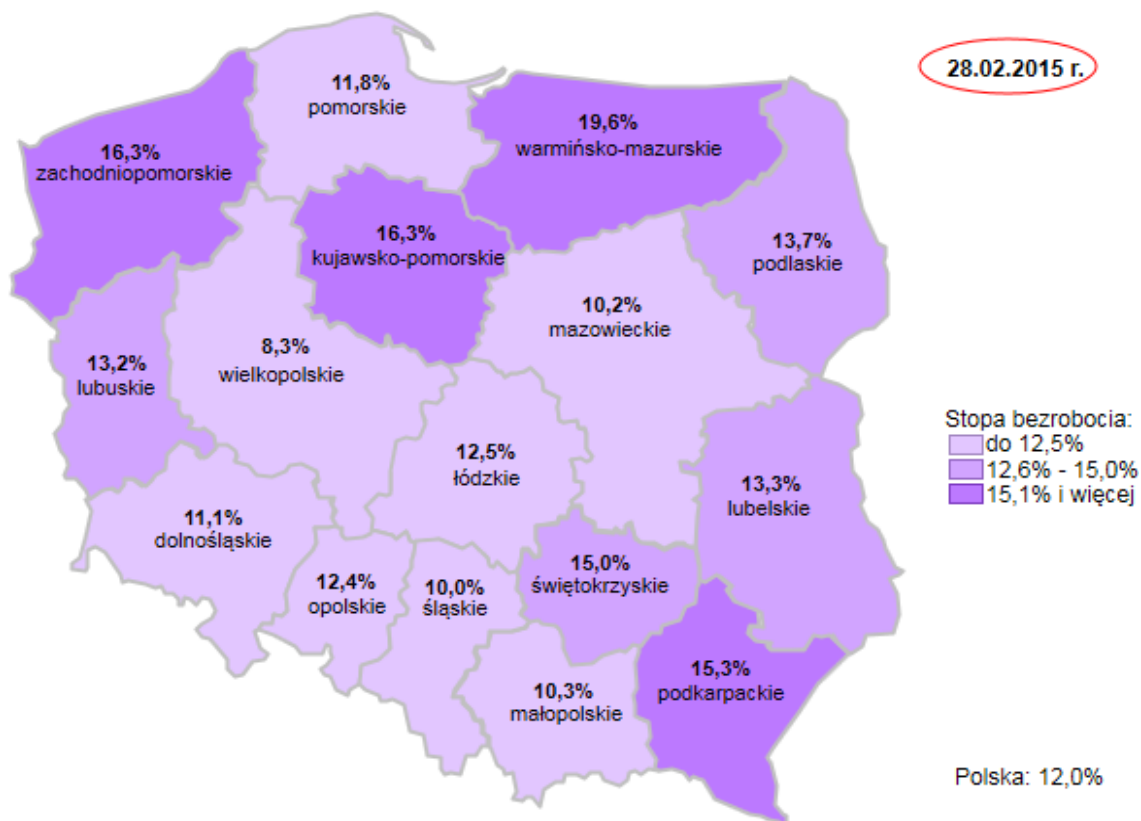 28.02.2015 r.
11,8%
pomorskie
19,6%
warmińsko-mazurskie
16,3%
zachodniopomorskie
16,3%
kujawsko-pomorskie
13,7%
podlaskie
10,2%
mazowieckie
8,3%
wielkopolskie
13,2%
lubuskie
12,5%
łódzkie
13,3%
lubelskie
Stopa bezrobocia:
do 12,5%
12,6% - 15,0%
15,1% i więcej
11,1%
dolnośląskie
12,4%
opolskie
10,0%
śląskie
15,0%
świętokrzyskie
10,3%
małopolskie
15,3%
podkarpackie
Polska: 12,0%